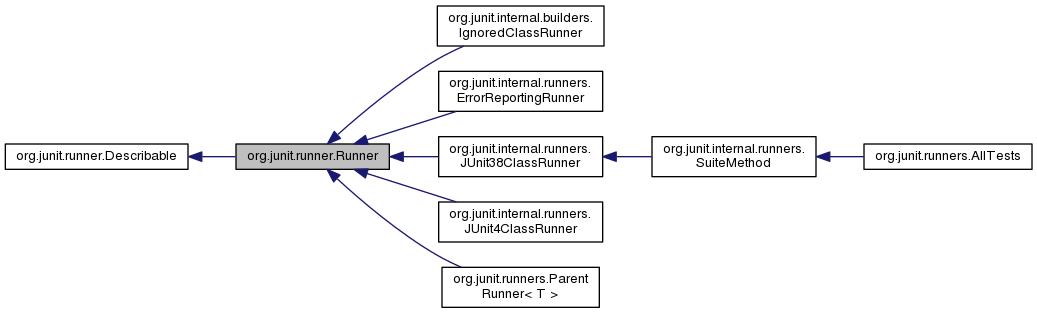 org.junit.internal.builders.
IgnoredClassRunner
org.junit.internal.runners.
ErrorReportingRunner
org.junit.runner.Describable
org.junit.runner.Runner
org.junit.internal.runners.
JUnit38ClassRunner
org.junit.internal.runners.
SuiteMethod
org.junit.runners.AllTests
org.junit.internal.runners.
JUnit4ClassRunner
org.junit.runners.Parent
Runner< T >